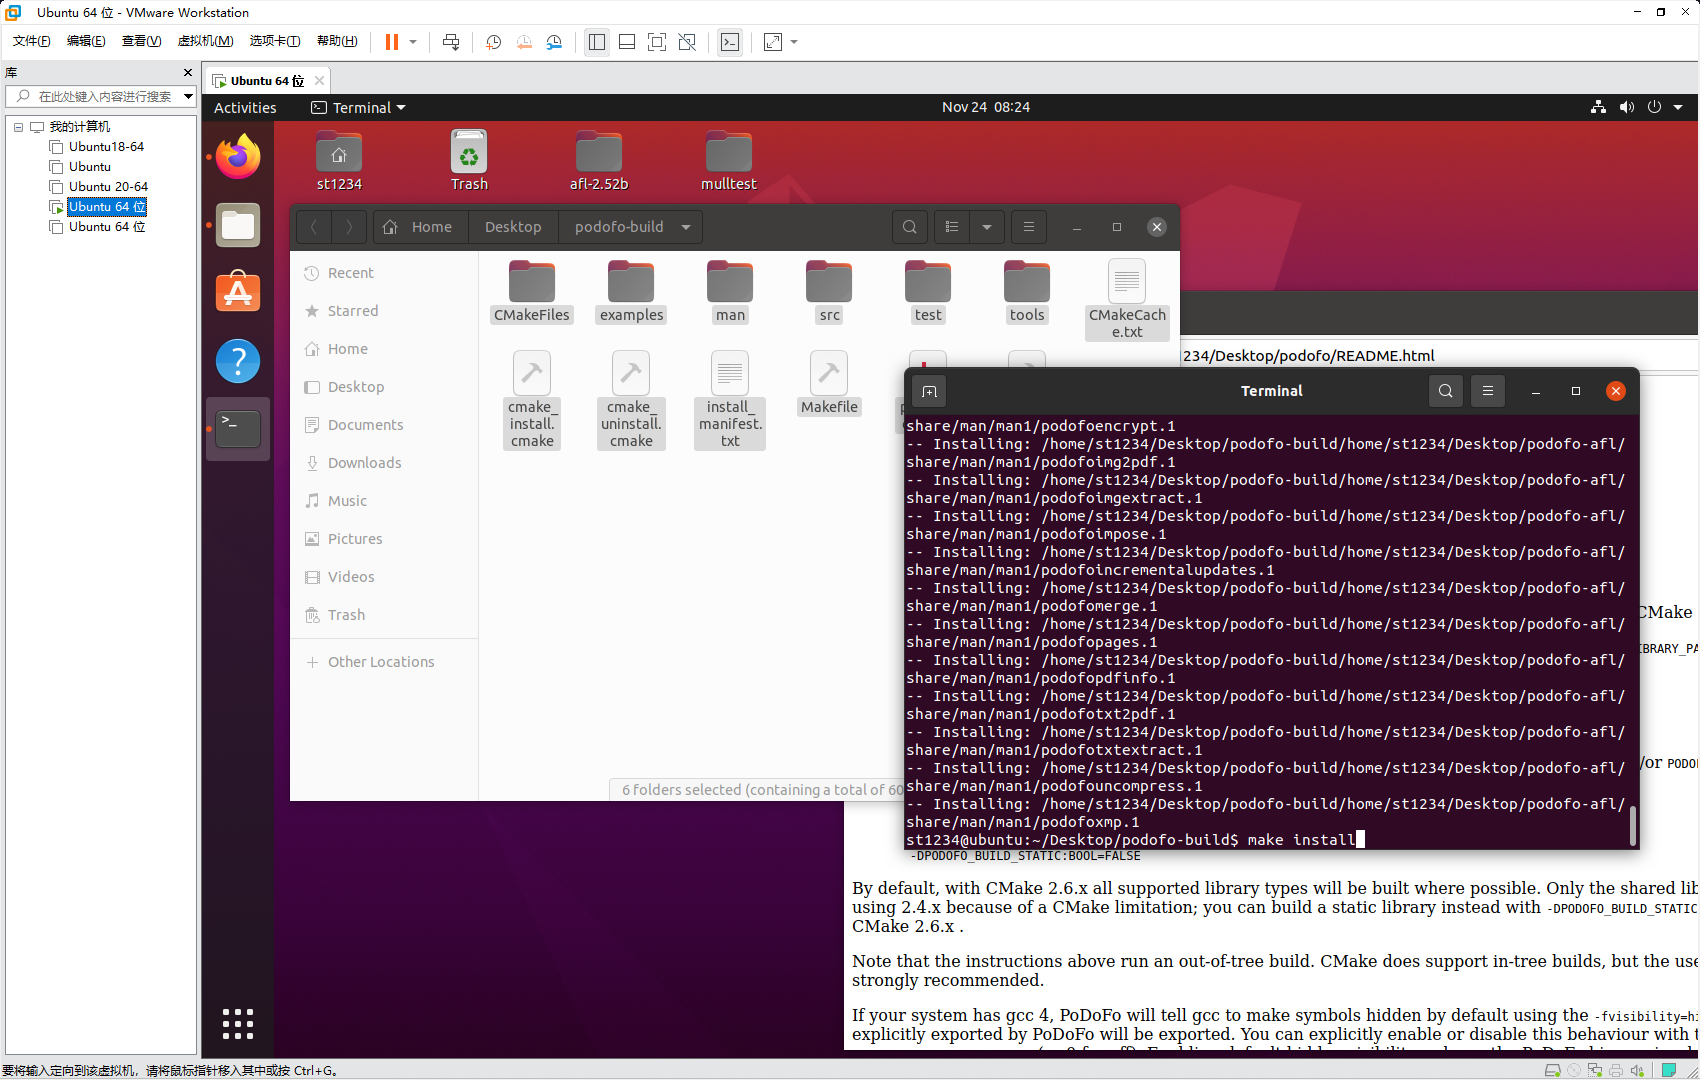 Ubuntu 64 位 - VMware Workstation
文件(F) 编辑(E) 查看(V) 虚拟机(M) 选项卡(T) 帮助(H)
库
在此处键入内容进行搜索
我的计算机
Ubuntu18-64
Ubuntu
Ubuntu 20-64
Ubuntu 64 位
Ubuntu 64 位
Ubuntu 64 位
Activities
Terminal
Nov 24 08:24
st1234
Trash
afl-2.52b
mulltest
Home
Desktop
podofo-build
Recent
Starred
Home
Desktop
Documents
Downloads
Music
Pictures
Videos
Trash
Other Locations
CMakeFiles
examples
man
src
test
tools
CMakeCach
e.txt
cmake_
install.
cmake
cmake_
uninstall.
cmake
install_
manifest.
txt
Makefile
6 folders selected (containing a total of 60
234/Desktop/podofo/README.html
Terminal
share/man/man1/podofoencrypt.1
-- Installing: /home/st1234/Desktop/podofo-build/home/st1234/Desktop/podofo-afl/
share/man/man1/podofoimg2pdf.1
-- Installing: /home/st1234/Desktop/podofo-build/home/st1234/Desktop/podofo-afl/
share/man/man1/podofoimgextract.1
-- Installing: /home/st1234/Desktop/podofo-build/home/st1234/Desktop/podofo-afl/
share/man/man1/podofoimpose.1
-- Installing: /home/st1234/Desktop/podofo-build/home/st1234/Desktop/podofo-afl/
share/man/man1/podofoincrementalupdates.1
-- Installing: /home/st1234/Desktop/podofo-build/home/st1234/Desktop/podofo-afl/
share/man/man1/podofomerge.1
-- Installing: /home/st1234/Desktop/podofo-build/home/st1234/Desktop/podofo-afl/
share/man/man1/podofopages.1
-- Installing: /home/st1234/Desktop/podofo-build/home/st1234/Desktop/podofo-afl/
share/man/man1/podofopdfinfo.1
-- Installing: /home/st1234/Desktop/podofo-build/home/st1234/Desktop/podofo-afl/
share/man/man1/podofotxt2pdf.1
-- Installing: /home/st1234/Desktop/podofo-build/home/st1234/Desktop/podofo-afl/
share/man/man1/podofotxtextract.1
-- Installing: /home/st1234/Desktop/podofo-build/home/st1234/Desktop/podofo-afl/
share/man/man1/podofouncompress.1
-- Installing: /home/st1234/Desktop/podofo-build/home/st1234/Desktop/podofo-afl/
share/man/man1/podofoxmp.1
st1234@ubuntu:~/Desktop/podofo-build$ make install
CMake
IBRARY_PA
/or PODO
-DPODOFO_BUILD_STATIC:BOOL=FALSE
By default, with CMake 2.6.x all supported library types will be built where possible. Only the shared lib
using 2.4.x because of a CMake limitation; you can build a static library instead with -DPODOFO_BUILD_STATIC
CMake 2.6.x .
Note that the instructions above run an out-of-tree build. CMake does support in-tree builds, but the use
strongly recommended.
If your system has gcc 4, PoDoFo will tell gcc to make symbols hidden by default using the -fvisibility=hi
explicitly exported by PoDoFo will be exported. You can explicitly enable or disable this behaviour with t
要将输入定向到该虚拟机，请将鼠标指针移入其中或按 Ctrl+G。